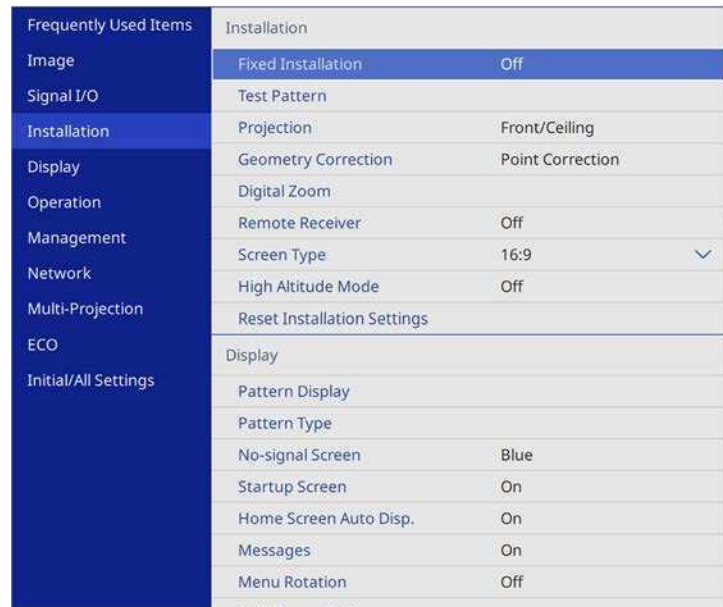 Frequently Used Items
Image
Signal I/O
Installation
Display
Operation
Management
Network
Multi-Projection
ECO
Initial/All Settings
Installation
Fixed Installation Off
Test Pattern
Projection Front/Ceiling
Geometry Correction Point Correction
Digital Zoom
Remote Receiver Off
Screen Type 16:9
High Altitude Mode Off
Reset Installation Settings
Display
Pattern Display
Pattern Type
No-signal Screen Blue
Startup Screen On
Home Screen Auto Disp. On
Messages On
Menu Rotation Off